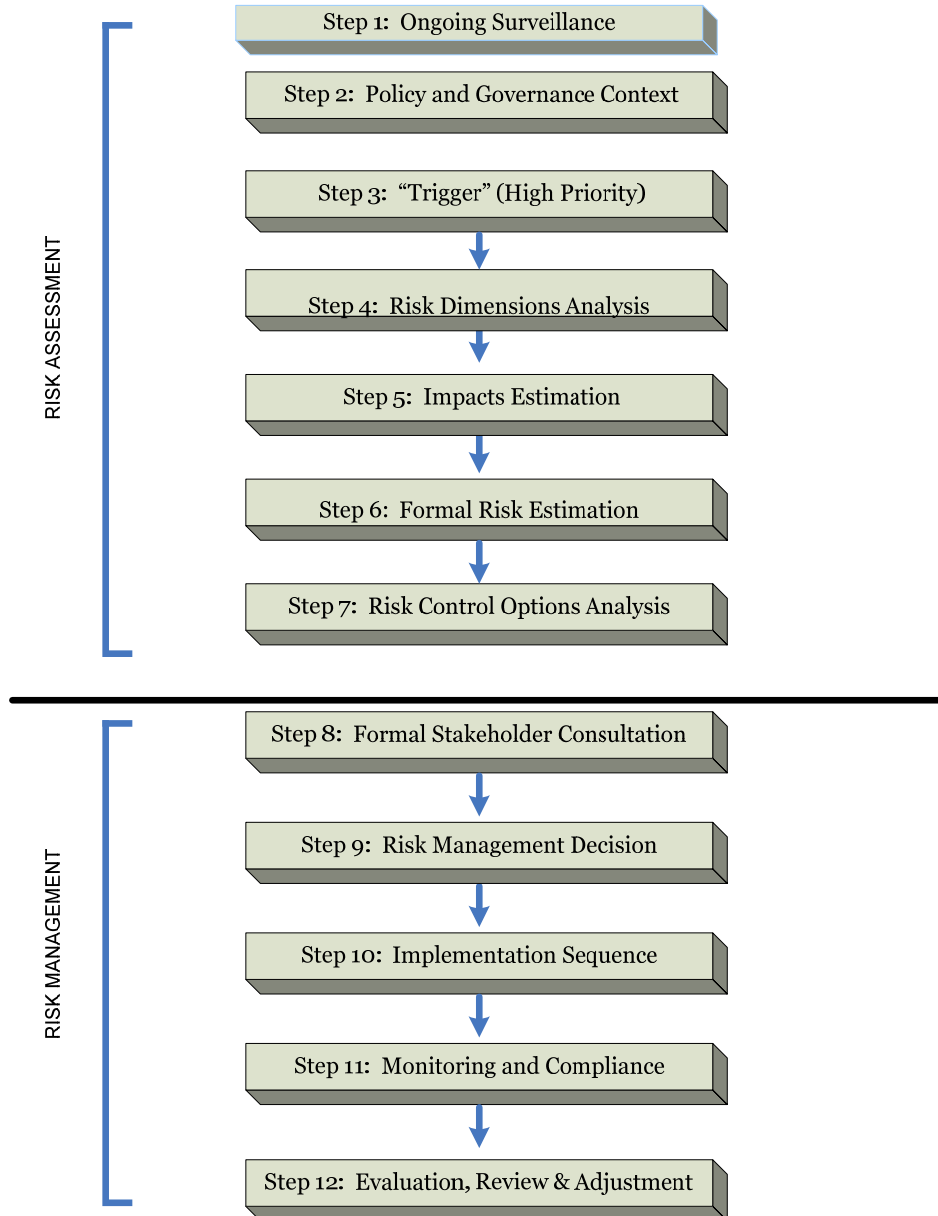 Step 1: Ongoing Surveillance
Step 2: Policy and Governance Context
Step 3: “Trigger” (High Priority)
Step 4: Risk Dimensions Analysis
Step 5: Impacts Estimation
Step 6: Formal Risk Estimation
Step 7: Risk Control Options Analysis
RISK ASSESSMENT
Step 8: Formal Stakeholder Consultation
Step 9: Risk Management Decision
Step 10: Implementation Sequence
Step 11: Monitoring and Compliance
Step 12: Evaluation, Review & Adjustment
RISK MANAGEMENT